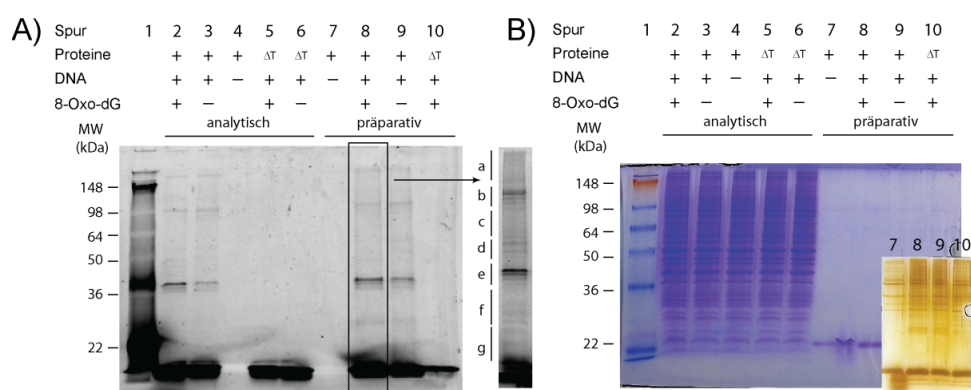 A)
Spur 1 2 3 4 5 6 7 8 9 10
Proteine + + + ΔT ΔT + + + ΔT
DNA + + − + + − + + +
8-Oxo-dG + − + − + − +
analytisch präparativ
MW
(kDa)
148
98
64
50
36
22
a
b
c
d
e
f
g
B)
Spur 1 2 3 4 5 6 7 8 9 10
Proteine + + + ΔT ΔT + + + ΔT
DNA + + − + + − + + +
8-Oxo-dG + − + − + − +
analytisch präparativ
MW
(kDa)
148
98
64
50
36
22
7 8 9 10